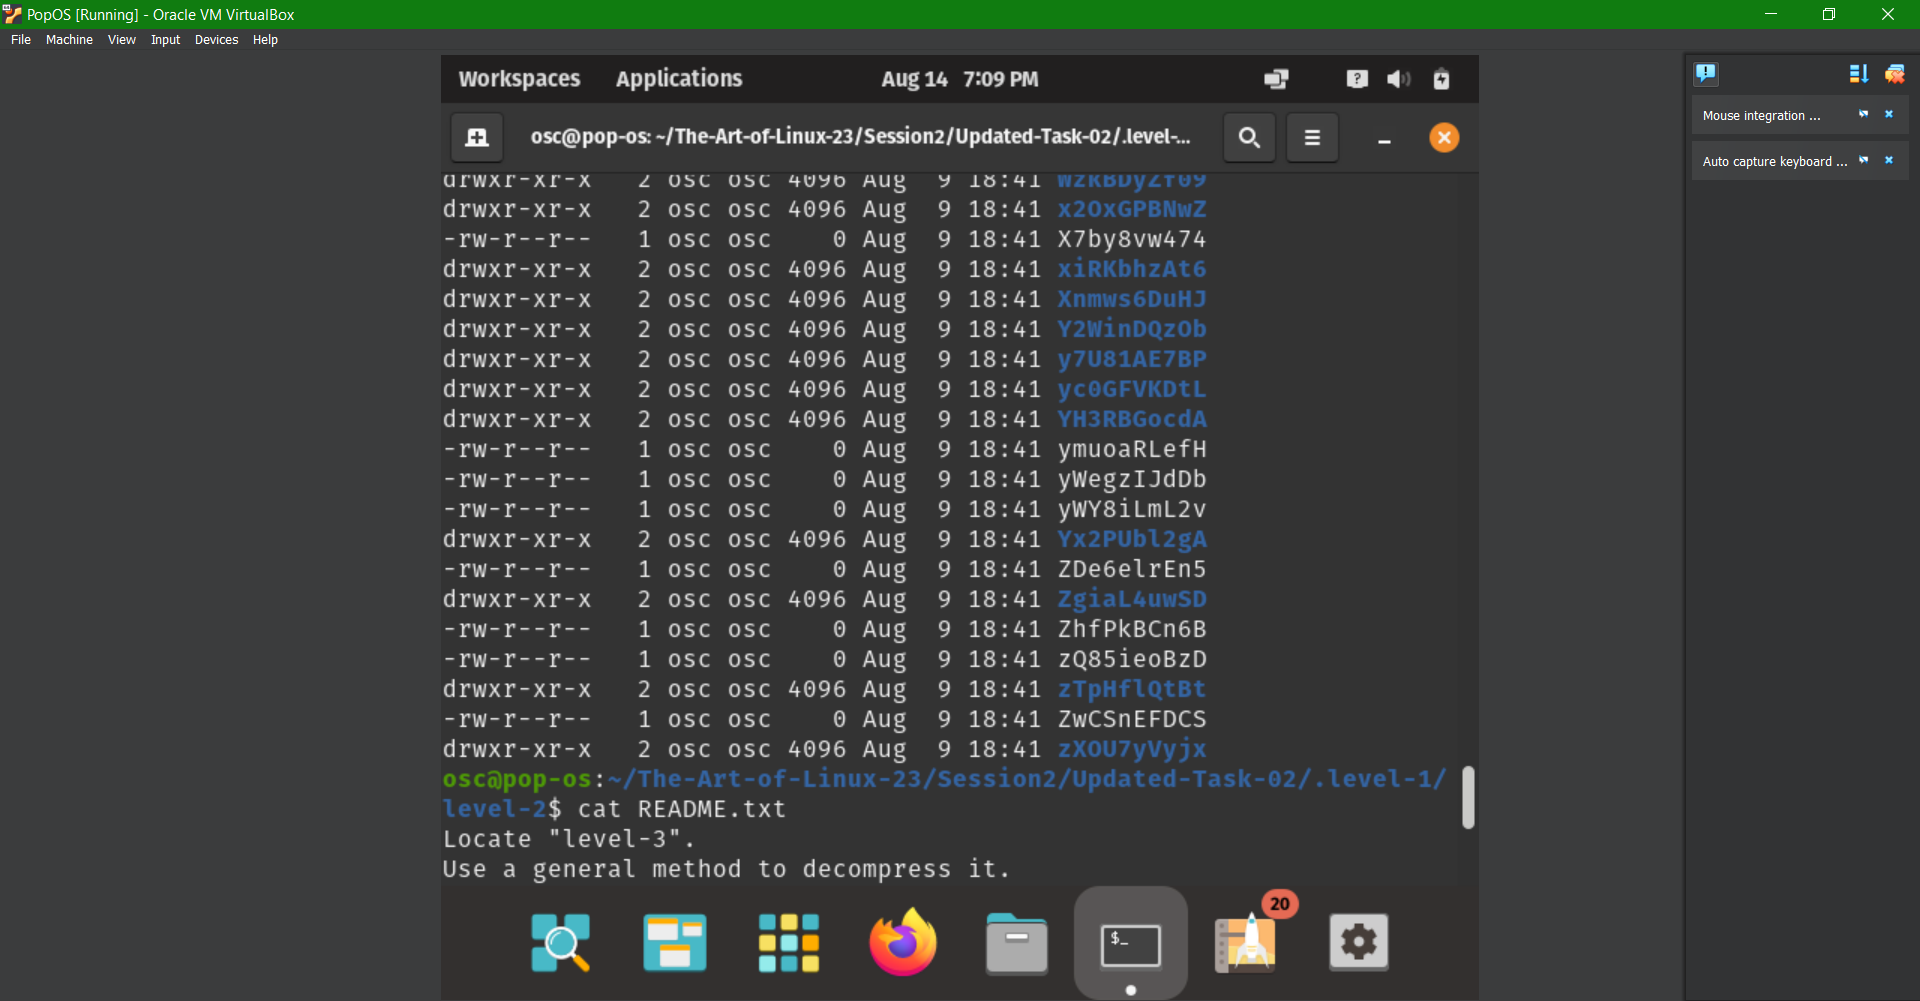 PopOS [Running] - Oracle VM VirtualBox
File Machine View Input Devices Help
Workspaces Applications Aug 14 7:09 PM
osc@pop-os: ~/The-Art-of-Linux-23/Session2/Updated-Task-02/.level-...
Mouse integration ...
Auto capture keyboard ...
drwxr-xr-x 2 osc osc 4096 Aug 9 18:41 WzkBDyZf09
drwxr-xr-x 2 osc osc 4096 Aug 9 18:41 x2OxGPBNwZ
-rw-r--r-- 1 osc osc 0 Aug 9 18:41 X7by8vw474
drwxr-xr-x 2 osc osc 4096 Aug 9 18:41 xiRKbhzAt6
drwxr-xr-x 2 osc osc 4096 Aug 9 18:41 Xnmws6DuHJ
drwxr-xr-x 2 osc osc 4096 Aug 9 18:41 Y2WinDQzOb
drwxr-xr-x 2 osc osc 4096 Aug 9 18:41 y7U81AE7BP
drwxr-xr-x 2 osc osc 4096 Aug 9 18:41 yc0GFVKDtL
drwxr-xr-x 2 osc osc 4096 Aug 9 18:41 YH3RBGocdA
-rw-r--r-- 1 osc osc 0 Aug 9 18:41 ymuoaRLefH
-rw-r--r-- 1 osc osc 0 Aug 9 18:41 yWegzIJdDb
-rw-r--r-- 1 osc osc 0 Aug 9 18:41 yWY8iLmL2v
drwxr-xr-x 2 osc osc 4096 Aug 9 18:41 Yx2PUbl2gA
-rw-r--r-- 1 osc osc 0 Aug 9 18:41 ZDe6elrEn5
drwxr-xr-x 2 osc osc 4096 Aug 9 18:41 ZgiaL4uwSD
-rw-r--r-- 1 osc osc 0 Aug 9 18:41 ZhfPkBCn6B
-rw-r--r-- 1 osc osc 0 Aug 9 18:41 zQ85ieoBzD
drwxr-xr-x 2 osc osc 4096 Aug 9 18:41 zTpHflQtBt
-rw-r--r-- 1 osc osc 0 Aug 9 18:41 ZwCSnEFDCS
drwxr-xr-x 2 osc osc 4096 Aug 9 18:41 zXOU7yVyjx
osc@pop-os:~/The-Art-of-Linux-23/Session2/Updated-Task-02/.level-1/
level-2$ cat README.txt
Locate "level-3".
Use a general method to decompress it.
$_
20